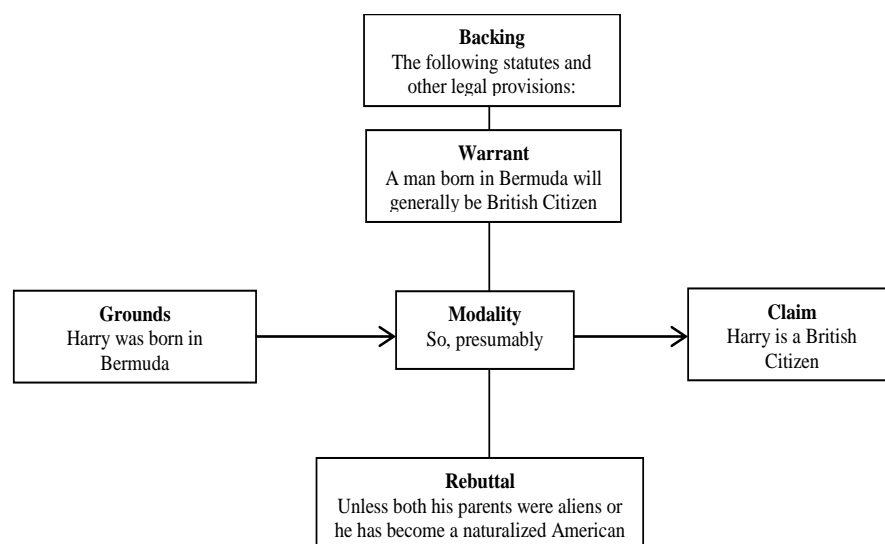 Backing
The following statutes and
other legal provisions:
Warrant
A man born in Bermuda will
generally be British Citizen
Grounds
Harry was born in
Bermuda
Modality
So, presumably
Claim
Harry is a British
Citizen
Rebuttal
Unless both his parents were aliens or
he has become a naturalized American